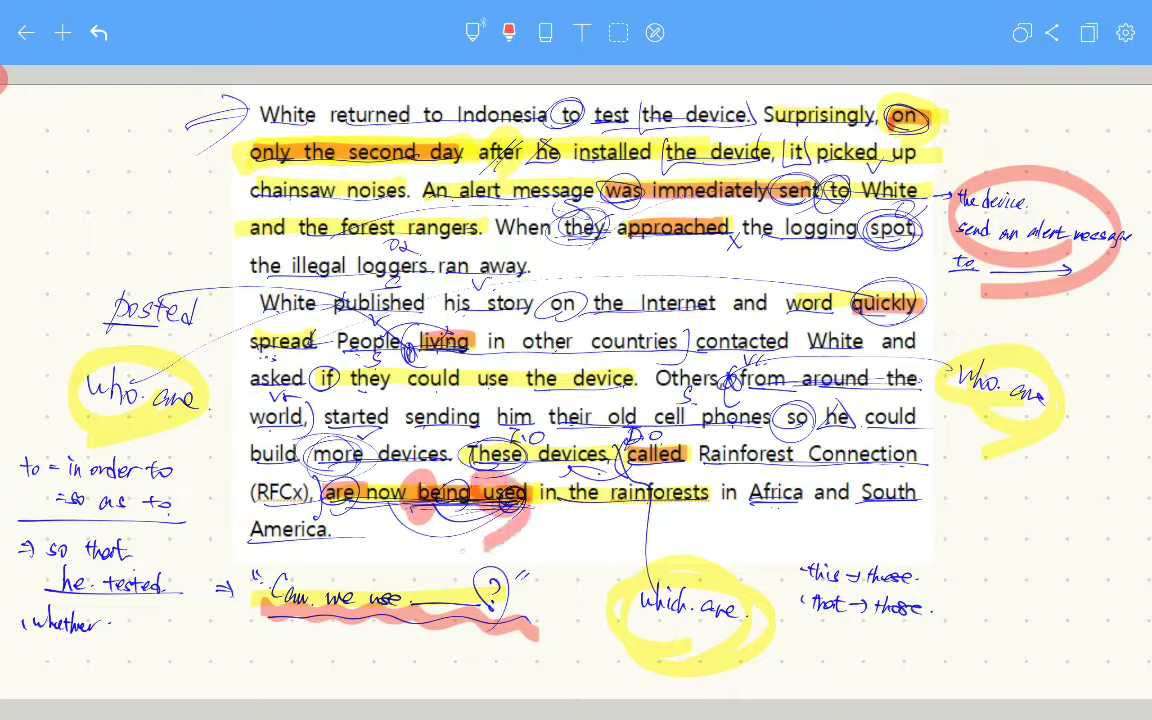 White returned to Indonesia to test the device. Surprisingly, on
only the second day after he installed the device, it picked up
chainsaw noises. An alert message was immediately sent to White
and the forest rangers. When they approached the logging spot,
the illegal loggers ran away.
White published his story on the Internet and word quickly
spread. People living in other countries contacted White and
asked if they could use the device. Others, from around the
world, started sending him their old cell phones so he could
build more devices. These devices, called Rainforest Connection
(RFCx), are now being used in the rainforests in Africa and South
America.
the device.
send an alert message
to
posted
who. are
who. are
to = in order to
= so as to
⇒ so that
he. tested
whether.
⇒ " Can we use ? "
which. are
this → these.
that → those.